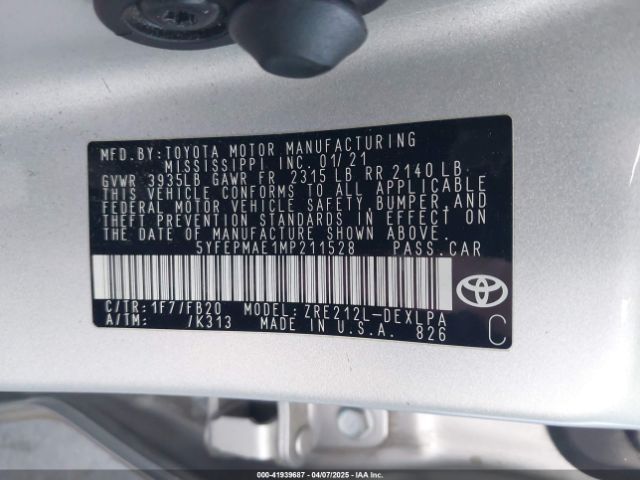 MFD.BY:TOYOTA MOTOR MANUFACTURING
MISSISSIPPI INC. 01/21
GVWR 3935LB GAWR FR 2315 LB RR 2140 LB
THIS VEHICLE CONFORMS TO ALL APPLICABLE
FEDERAL MOTOR VEHICLE SAFETY BUMPER, AND
THEFT PREVENTION STANDARDS IN EFFECT ON
THE DATE OF MANUFACTURE SHOWN ABOVE.
5YFEPMAE1MP211528 PASS.CAR
C/TR: 1F7/FB20 MODEL: ZRE212L-DEXLPA
A/TM: /K313 MADE IN U.S.A. 826
C
000-41939687 - 04/07/2025 - IAA Inc.